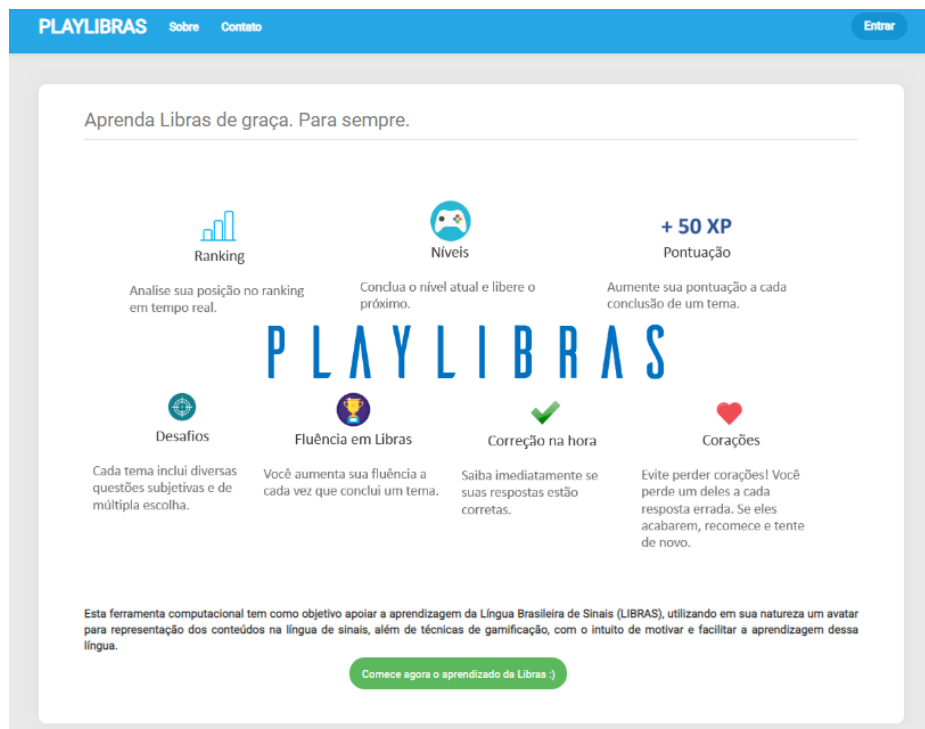 PLAYLIBRAS Sobre Contato Entrar
Aprenda Libras de graça. Para sempre.
Ranking
Analise sua posição no ranking
em tempo real.
Níveis
Conclua o nível atual e libere o
próximo.
+ 50 XP
Pontuação
Aumente sua pontuação a cada
conclusão de um tema.
PLAYLIBRAS
Desafios
Cada tema inclui diversas
questões subjetivas e de
múltipla escolha.
Fluência em Libras
Você aumenta sua fluência a
cada vez que conclui um tema.
Correção na hora
Saiba imediatamente se
suas respostas estão
corretas.
Corações
Evite perder corações! Você
perde um deles a cada
resposta errada. Se eles
acabarem, recomece e tente
de novo.
Esta ferramenta computacional tem como objetivo apoiar a aprendizagem da Língua Brasileira de Sinais (LIBRAS), utilizando em sua natureza um avatar
para representação dos conteúdos na língua de sinais, além de técnicas de gamificação, com o intuito de motivar e facilitar a aprendizagem dessa
língua.
Comece agora o aprendizado da Libras :)